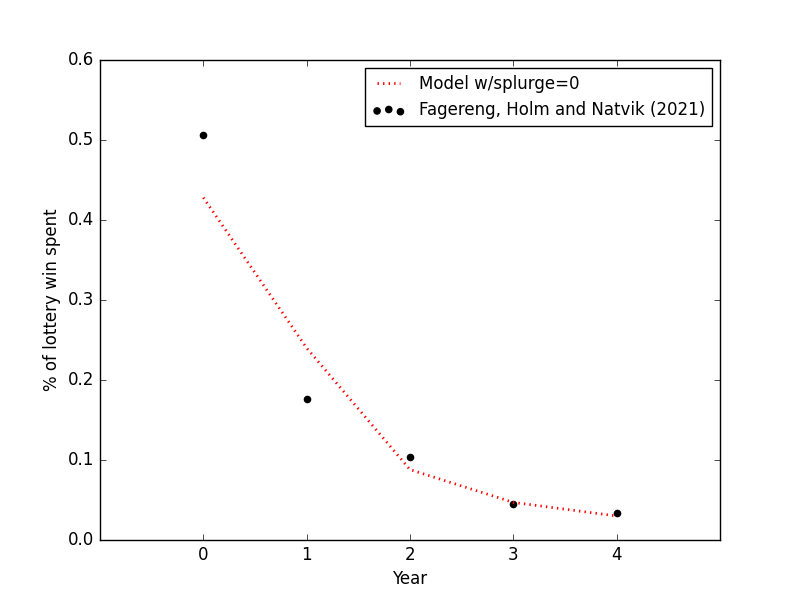 0.6
0.5
0.4
0.3
0.2
0.1
0.0
% of lottery win spent
Model w/splurge=0
Fagereng, Holm and Natvik (2021)
0 1 2 3 4
Year